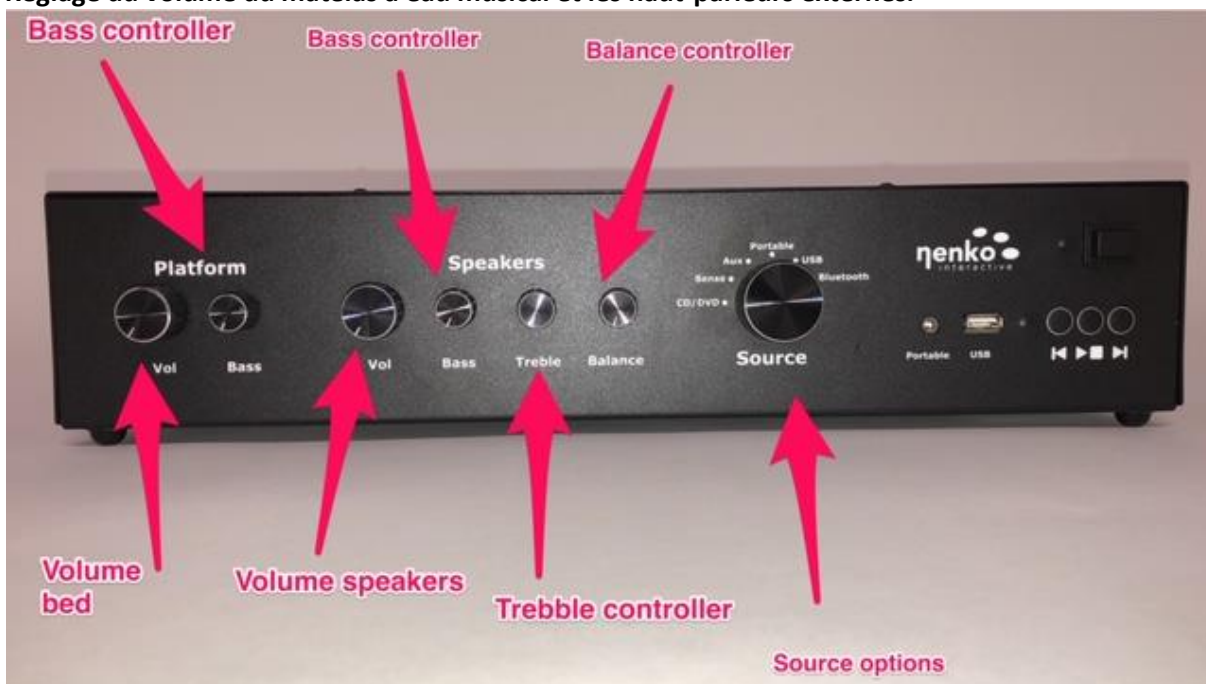 Réglage du volume du matelas à eau musical et les haut-parleurs externes.
Bass controller
Bass controller
Balance controller
Platform
Vol
Bass
Speakers
Vol
Bass
Treble
Balance
Portable
Aux
USB
Sense
Bluetooth
CD/DVD
Source
nenko
interactive
Portable
USB
Volume
bed
Volume speakers
Trebble controller
Source options